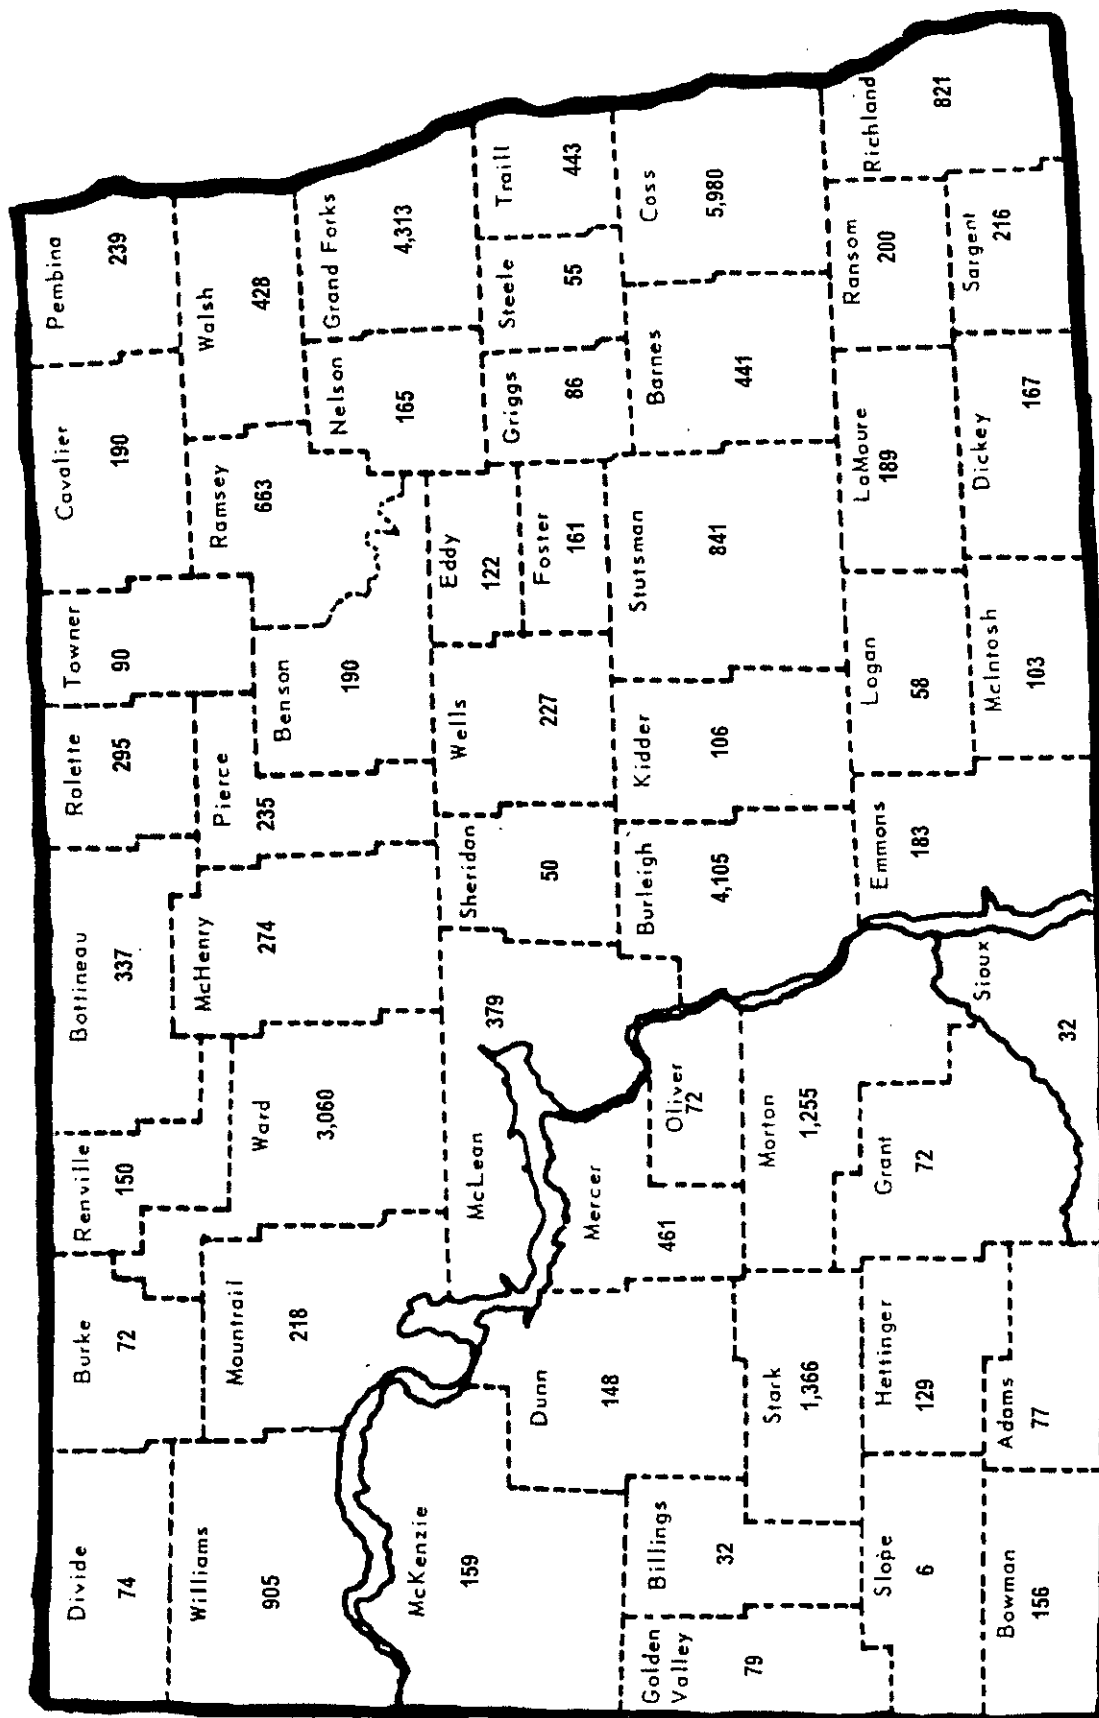 Divide
74
Burke
72
Renville
150
Bottineau
337
Rolette
295
Towner
90
Cavalier
190
Pembina
239
Williams
905
Mountrail
218
Ward
3,060
McHenry
274
Pierce
235
Benson
190
Ramsey
663
Walsh
428
McKenzie
159
McLean
379
Sheridan
50
Wells
227
Eddy
122
Foster
161
Nelson
165
Grand Forks
4,313
Griggs
86
Steele
55
Traill
443
Dunn
148
Mercer
461
Oliver
72
Golden
Valley
79
Billings
32
Stark
1,366
Morton
1,255
Burleigh
4,105
Kidder
106
Stutsman
841
Barnes
441
Cass
5,980
Slope
6
Hettinger
129
Grant
72
Emmons
183
Logan
58
LaMoure
189
Ransom
200
Richland
821
Bowman
156
Adams
77
Sioux
32
McIntosh
103
Dickey
167
Sargent
216